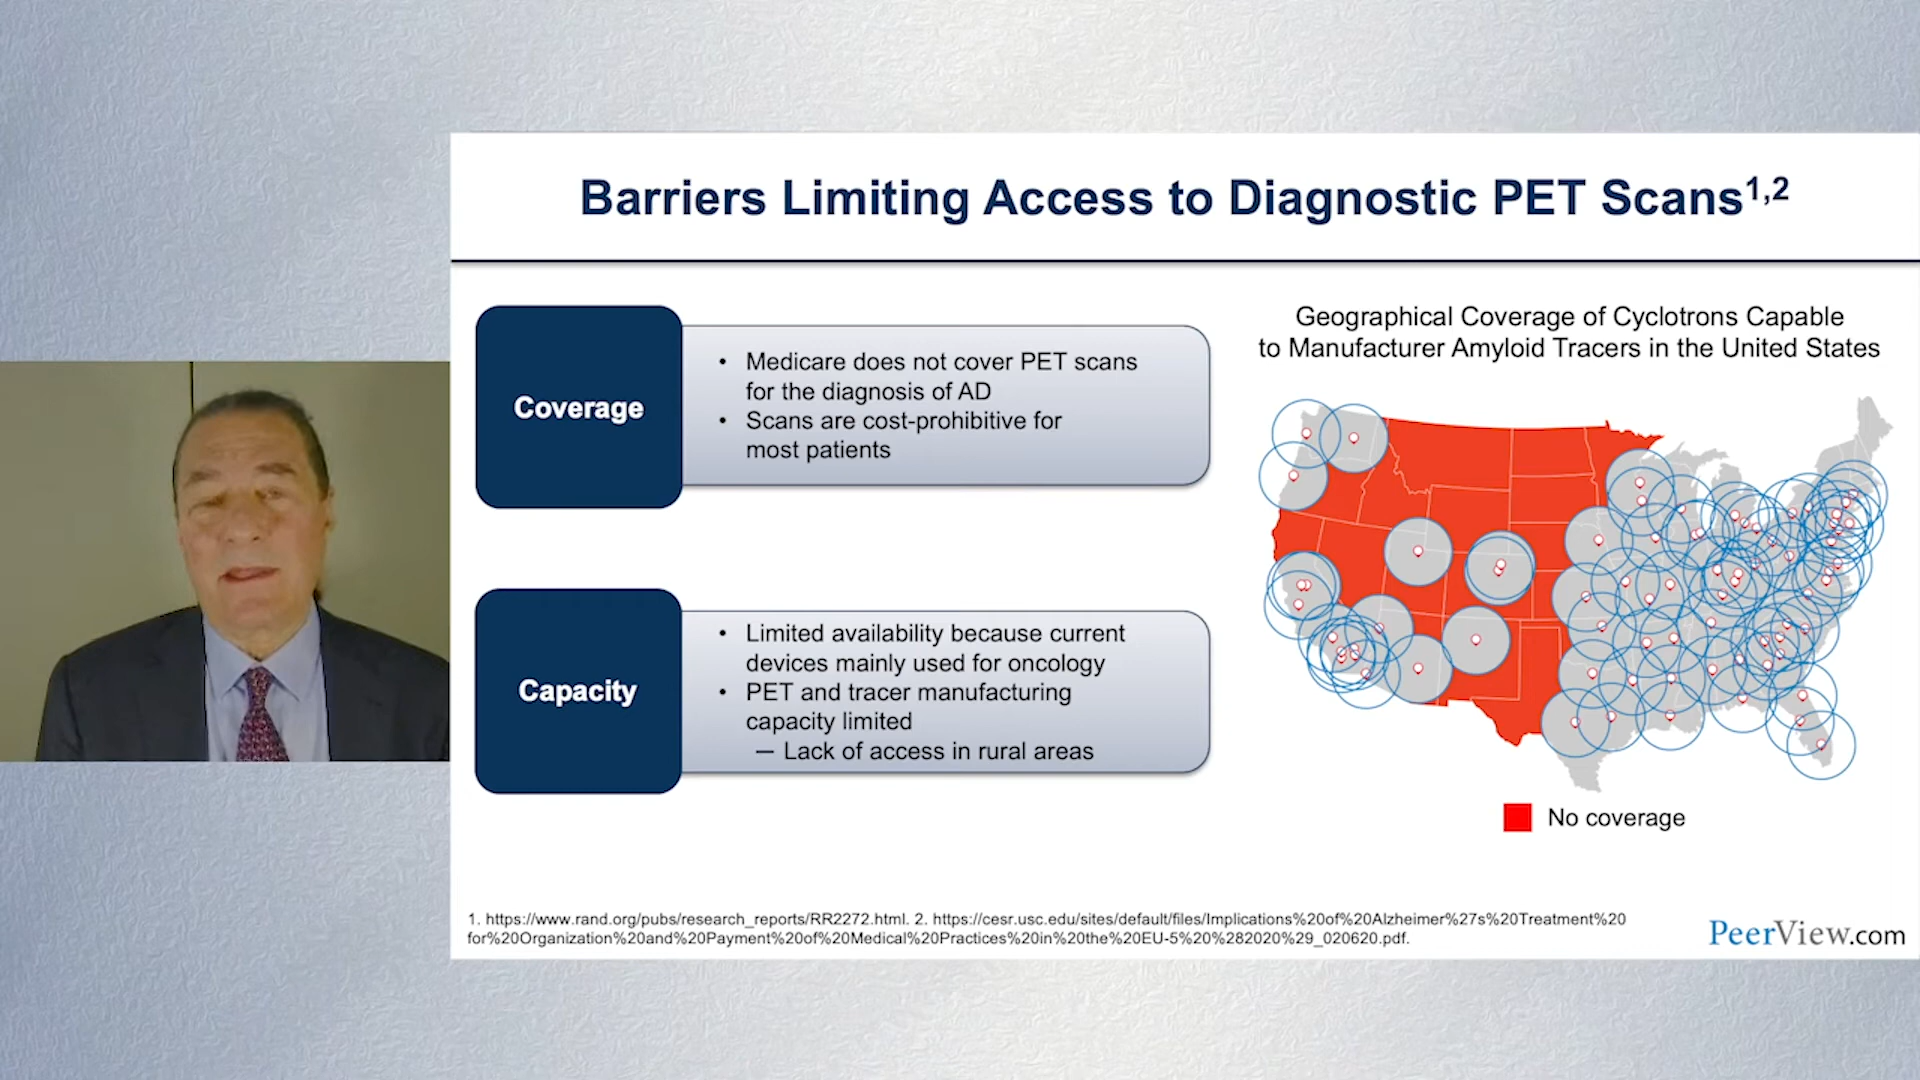 Barriers Limiting Access to Diagnostic PET Scans1,2
Coverage
• Medicare does not cover PET scans
for the diagnosis of AD
• Scans are cost-prohibitive for
most patients
Capacity
• Limited availability because current
devices mainly used for oncology
• PET and tracer manufacturing
capacity limited
— Lack of access in rural areas
Geographical Coverage of Cyclotrons Capable
to Manufacturer Amyloid Tracers in the United States
No coverage
1. https://www.rand.org/pubs/research_reports/RR2272.html. 2. https://cesr.usc.edu/sites/default/files/Implications%20of%20Alzheimer%27s%20Treatment%20
for%20Organization%20and%20Payment%20of%20Medical%20Practices%20in%20the%20EU-5%20%282020%29_020620.pdf.
PeerView.com